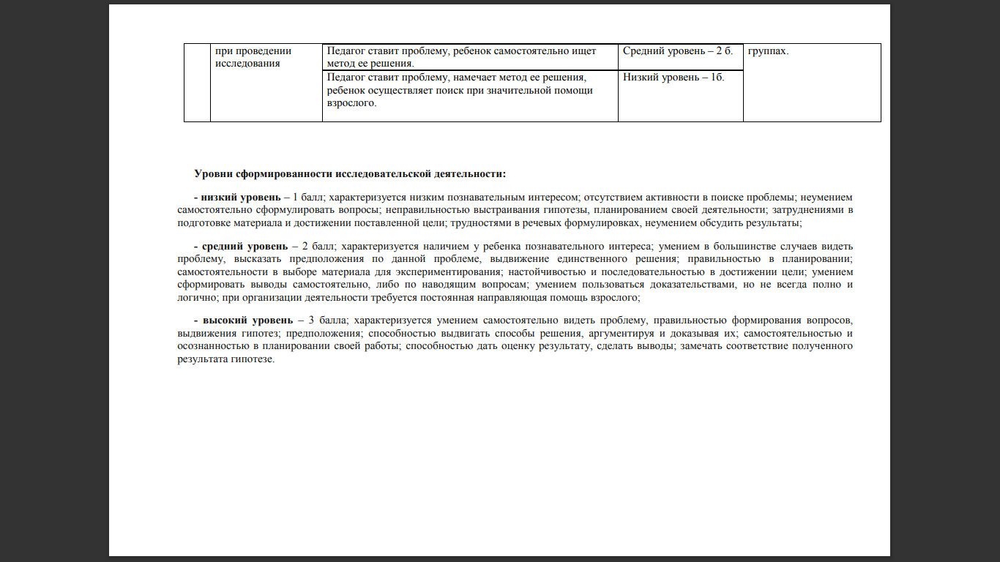 при проведении
исследования
Педагог ставит проблему, ребенок самостоятельно ищет
метод ее решения.
Средний уровень – 2 б.
группах.
Педагог ставит проблему, намечает метод ее решения,
ребенок осуществляет поиск при значительной помощи
взрослого.
Низкий уровень – 1б.
Уровни сформированности исследовательской деятельности:
- низкий уровень – 1 балл; характеризуется низким познавательным интересом; отсутствием активности в поиске проблемы; неумением
самостоятельно сформулировать вопросы; неправильностью выстраивания гипотезы, планированием своей деятельности; затруднениями в
подготовке материала и достижении поставленной цели; трудностями в речевых формулировках, неумением обсудить результаты;
- средний уровень – 2 балл; характеризуется наличием у ребенка познавательного интереса; умением в большинстве случаев видеть
проблему, высказать предположения по данной проблеме, выдвижение единственного решения; правильностью в планировании;
самостоятельности в выборе материала для экспериментирования; настойчивостью и последовательностью в достижении цели; умением
сформировать выводы самостоятельно, либо по наводящим вопросам; умением пользоваться доказательствами, но не всегда полно и
логично; при организации деятельности требуется постоянная направляющая помощь взрослого;
- высокий уровень – 3 балла; характеризуется умением самостоятельно видеть проблему, правильностью формирования вопросов,
выдвижения гипотез; предположения; способностью выдвигать способы решения, аргументируя и доказывая их; самостоятельностью и
осознанностью в планировании своей работы; способностью дать оценку результату, сделать выводы; замечать соответствие полученного
результата гипотезе.